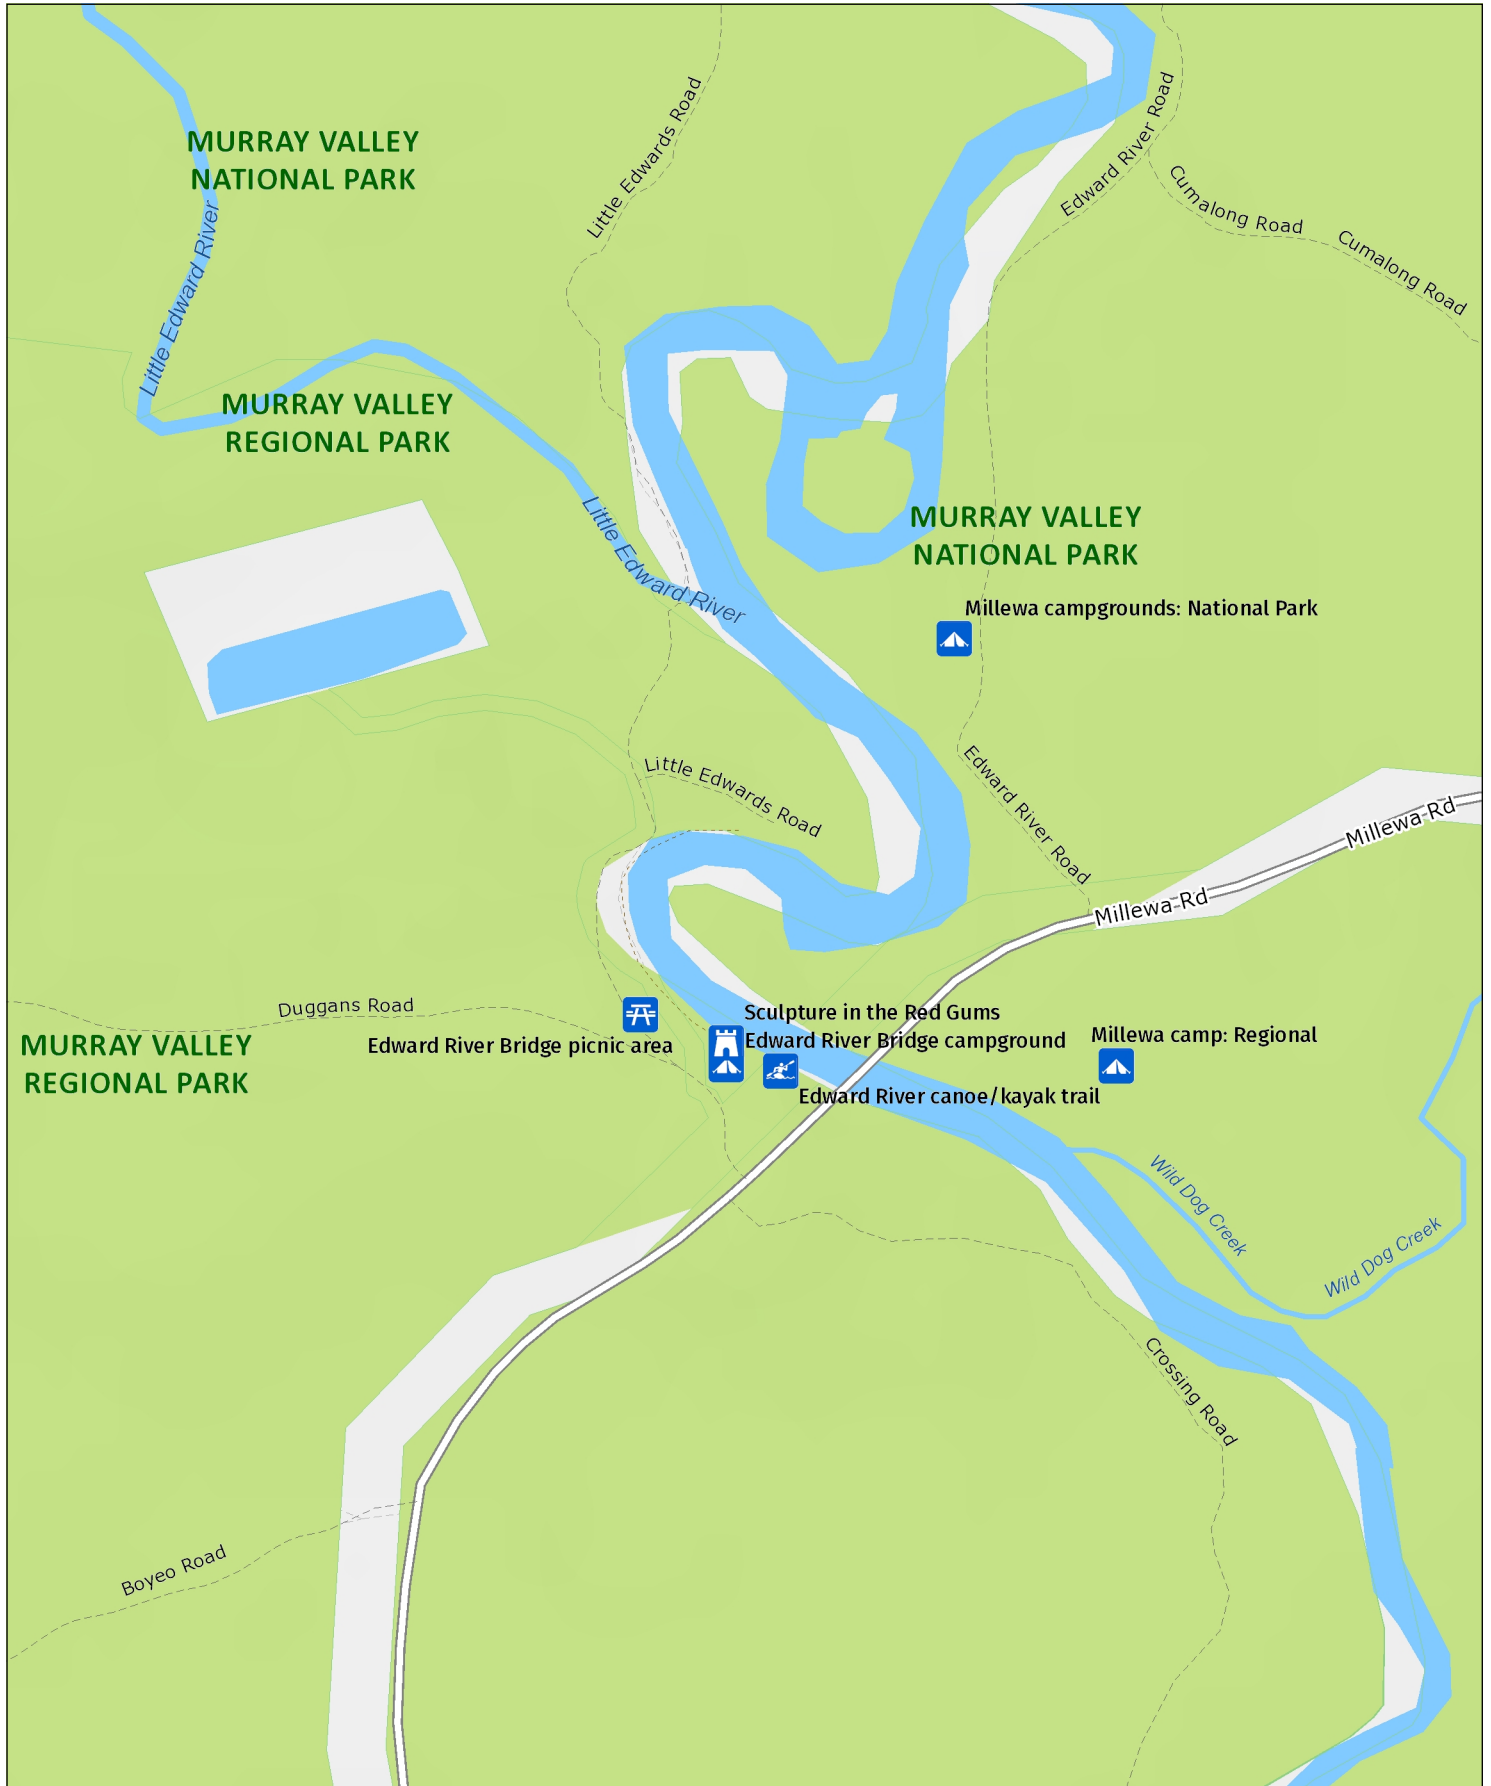 Little Edwards Road
Edward River Road
MURRAY VALLEY
NATIONAL PARK
Cumalong Road
Cumalong Road
Little Edward River
MURRAY VALLEY
REGIONAL PARK
Little Edward River
MURRAY VALLEY
NATIONAL PARK
Millewa campgrounds: National Park
Little Edwards Road
Edward River Road
Millewa Rd
Millewa Rd
Duggans Road
Sculpture in the Red Gums
Edward River Bridge campground
Millewa camp: Regional
MURRAY VALLEY
REGIONAL PARK
Edward River Bridge picnic area
Edward River canoe/kayak trail
Wild Dog Creek
Wild Dog Creek
Crossing Road
Boyeo Road